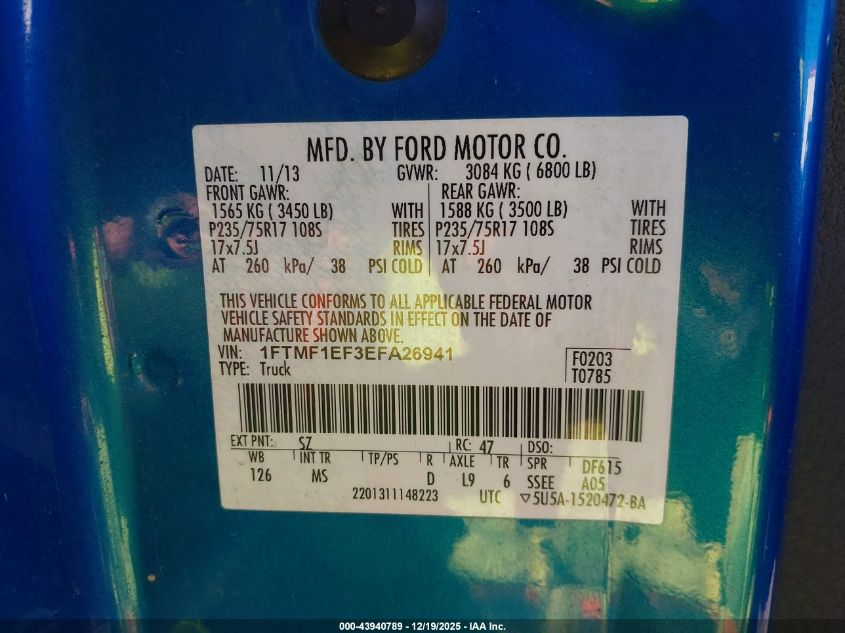 MFD. BY FORD MOTOR CO.
DATE: 11/13 GVWR: 3084 KG ( 6800 LB)
FRONT GAWR: REAR GAWR:
1565 KG ( 3450 LB) WITH 1588 KG ( 3500 LB) WITH
P235/75R17 108S TIRES P235/75R17 108S TIRES
17x7.5J RIMS 17x7.5J RIMS
AT 260 kPa/ 38 PSI COLD AT 260 kPa/ 38 PSI COLD
THIS VEHICLE CONFORMS TO ALL APPLICABLE FEDERAL MOTOR
VEHICLE SAFETY STANDARDS IN EFFECT ON THE DATE OF
MANUFACTURE SHOWN ABOVE.
VIN: 1FTMF1EF3EFA26941 F0203
TYPE: Truck T0785
EXT PNT: SZ RC: 47 DSO:
WB INT TR TP/PS R AXLE TR SPR DF615
126 MS D L9 6 SSEE A05
2201311148223 UTC ▽5U5A-1520472-BA
000-43940789 - 12/19/2025 - IAA Inc.